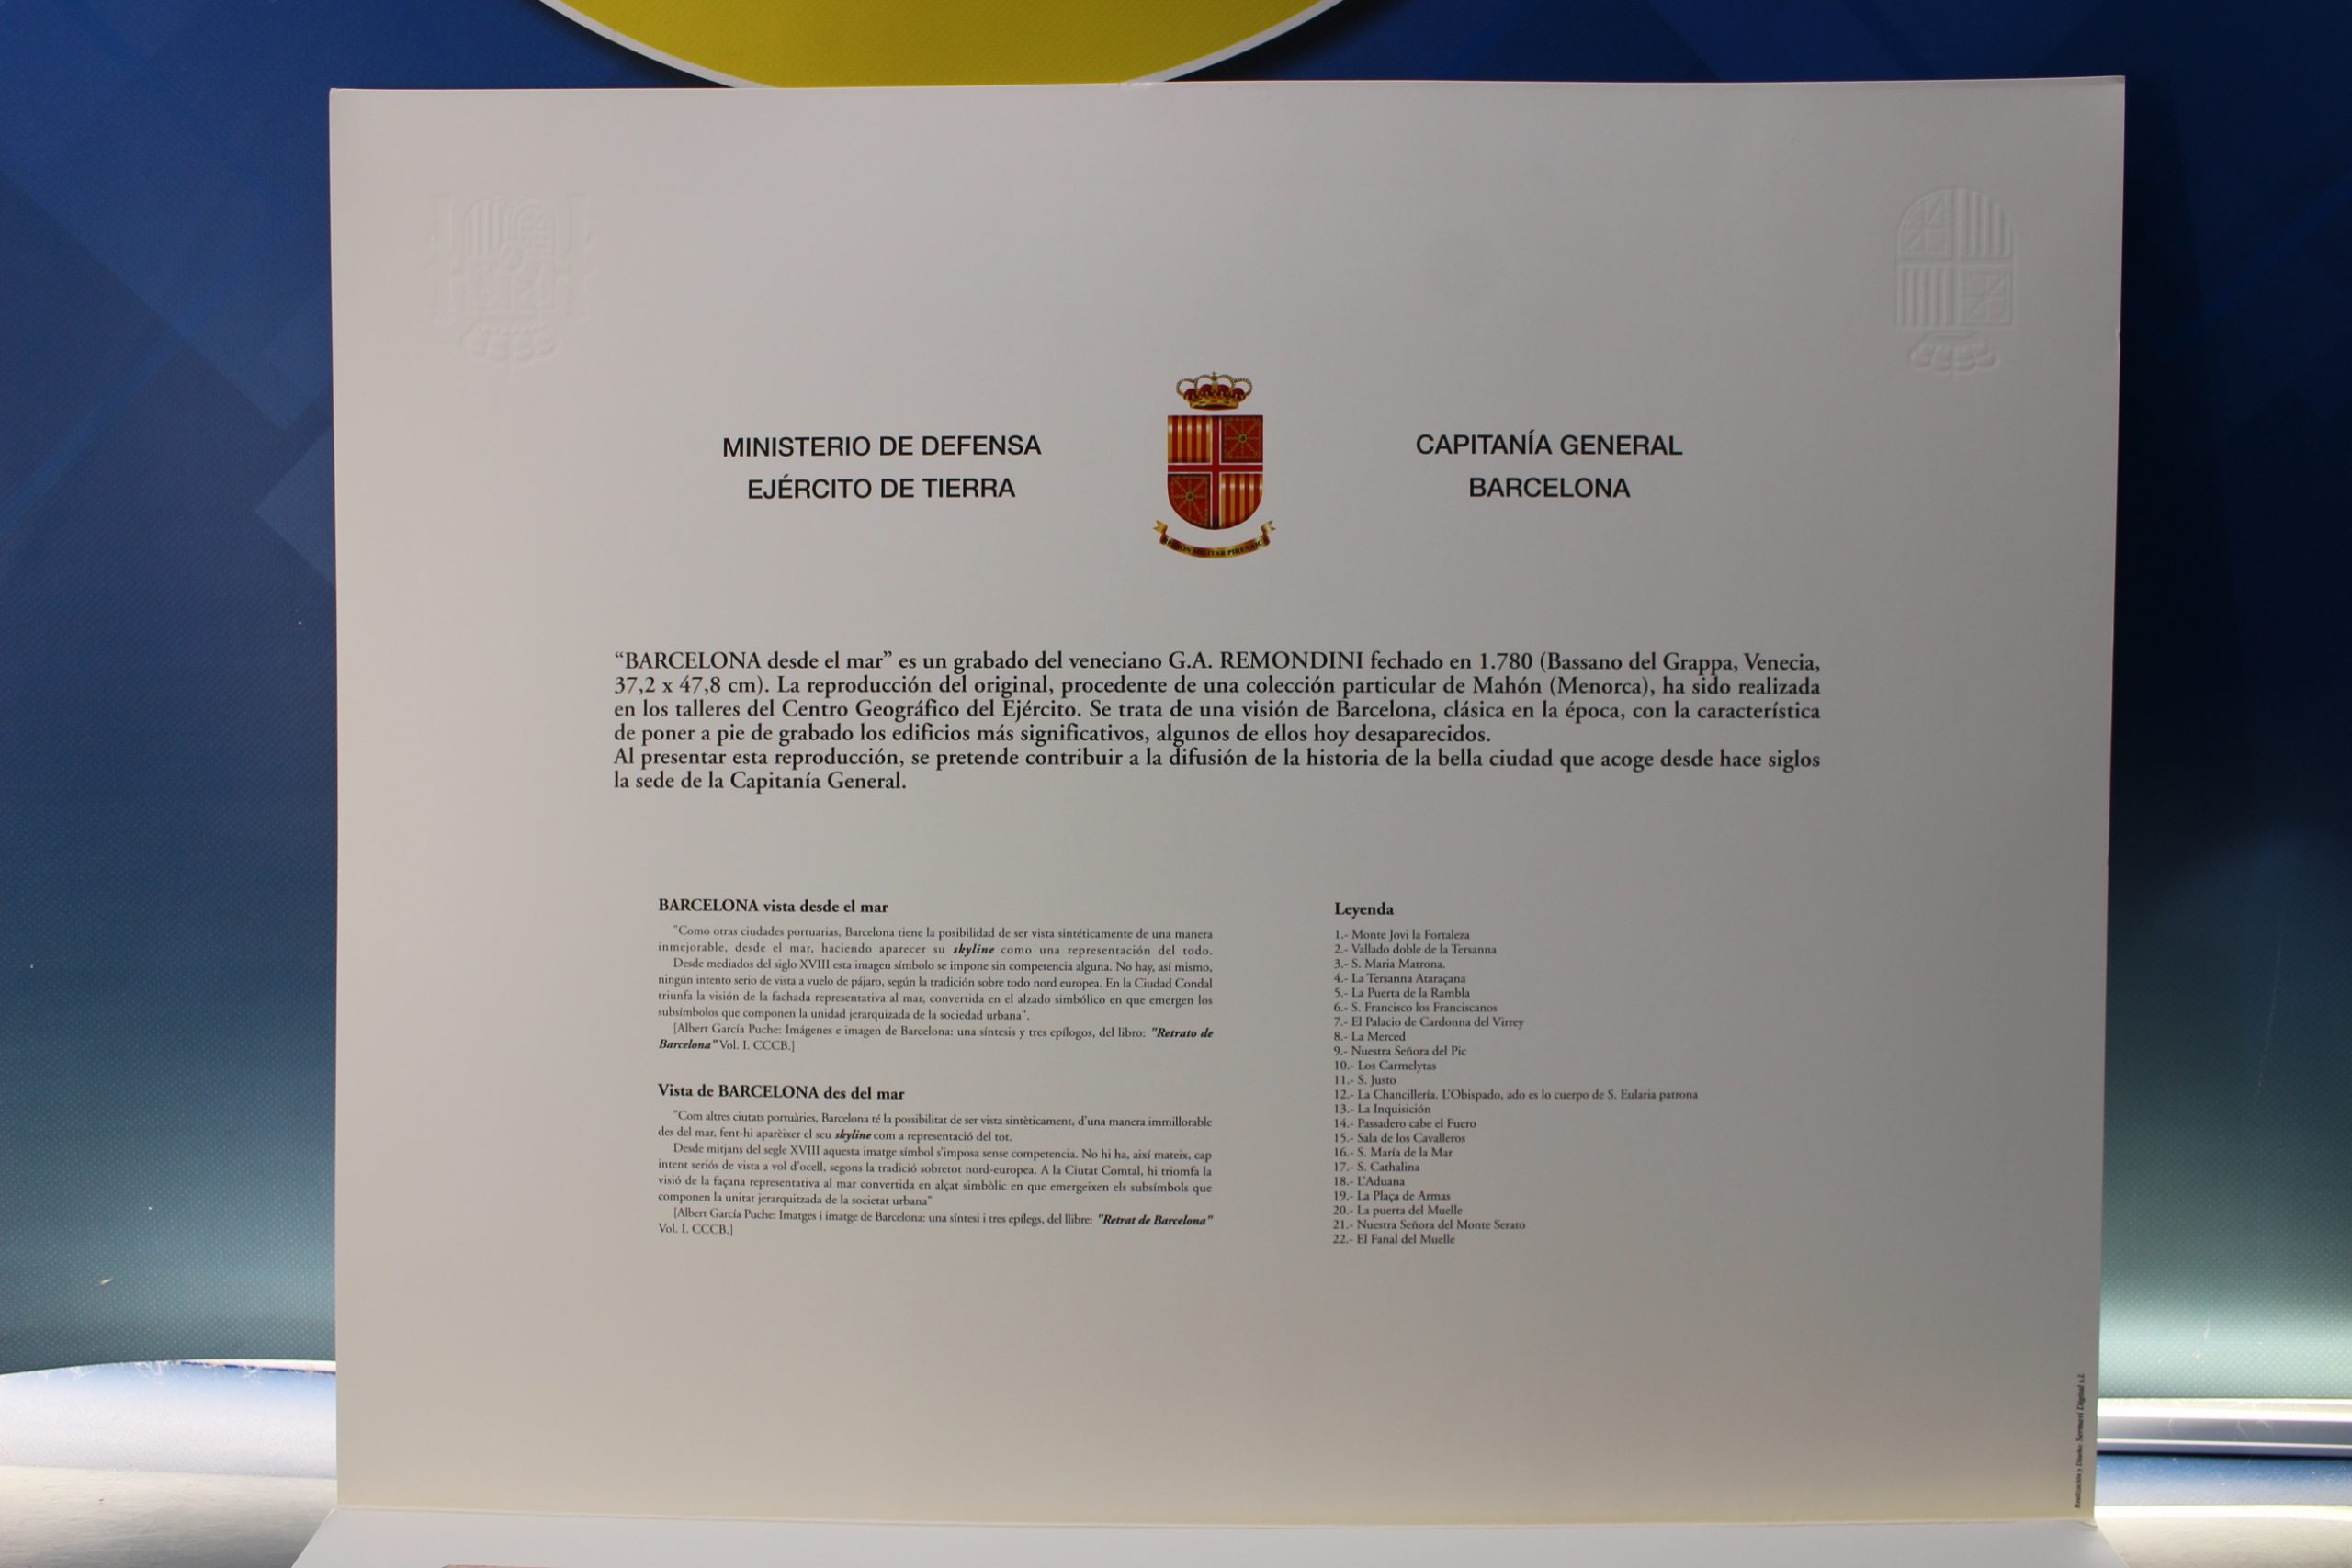 MINISTERIO DE DEFENSA
EJÉRCITO DE TIERRA
CAPITANÍA GENERAL
BARCELONA
MILITAR PIRENAICA
“BARCELONA desde el mar” es un grabado del veneciano G.A. REMONDINI fechado en 1.780 (Bassano del Grappa, Venecia,
37,2 x 47,8 cm). La reproducción del original, procedente de una colección particular de Mahón (Menorca), ha sido realizada
en los talleres del Centro Geográfico del Ejército. Se trata de una visión de Barcelona, clásica en la época, con la característica
de poner a pie de grabado los edificios más significativos, algunos de ellos hoy desaparecidos.
Al presentar esta reproducción, se pretende contribuir a la difusión de la historia de la bella ciudad que acoge desde hace siglos
la sede de la Capitanía General.
BARCELONA vista desde el mar
"Como otras ciudades portuarias, Barcelona tiene la posibilidad de ser vista sintéticamente de una manera
inmejorable, desde el mar, haciendo aparecer su skyline como una representación del todo.
Desde mediados del siglo XVIII esta imagen símbolo se impone sin competencia alguna. No hay, así mismo,
ningún intento serio de vista a vuelo de pájaro, según la tradición sobre todo nord europea. En la Ciudad Condal
triunfa la visión de la fachada representativa al mar, convertida en el alzado simbólico en que emergen los
subsímbolos que componen la unidad jerarquizada de la sociedad urbana".
[Albert García Puche: Imágenes e imagen de Barcelona: una síntesis y tres epílogos, del libro: "Retrato de
Barcelona" Vol. I. CCCB.]
Vista de BARCELONA des del mar
"Com altres ciutats portuàries, Barcelona té la possibilitat de ser vista sintèticament, d'una manera immillorable
des del mar, fent-hi aparèixer el seu skyline com a representació del tot.
Desde mitjans del segle XVIII aquesta imatge símbol s'imposa sense competencia. No hi ha, així mateix, cap
intent seriós de vista a vol d'ocell, segons la tradició sobretot nord-europea. A la Ciutat Comtal, hi triomfa la
visió de la façana representativa al mar convertida en alçat simbòlic en que emergeixen els subsímbols que
componen la unitat jerarquitzada de la societat urbana"
[Albert García Puche: Imatges i imatge de Barcelona: una síntesi i tres epílegs, del llibre: "Retrat de Barcelona"
Vol. I. CCCB.]
Leyenda
1.- Monte Jovi la Fortaleza
2.- Vallado doble de la Tersanna
3.- S. Maria Matrona.
4.- La Tersanna Ataraçana
5.- La Puerta de la Rambla
6.- S. Francisco los Franciscanos
7.- El Palacio de Cardonna del Virrey
8.- La Merced
9.- Nuestra Señora del Pic
10.- Los Carmelytas
11.- S. Justo
12.- La Chancillería. L'Obispado, ado es lo cuerpo de S. Eularia patrona
13.- La Inquisición
14.- Passadero cabe el Fuero
15.- Sala de los Cavalleros
16.- S. María de la Mar
17.- S. Cathalina
18.- L'Aduana
19.- La Plaça de Armas
20.- La puerta del Muelle
21.- Nuestra Señora del Monte Serato
22.- El Fanal del Muelle
Realización y Diseño: Servnavi Digital s.l.